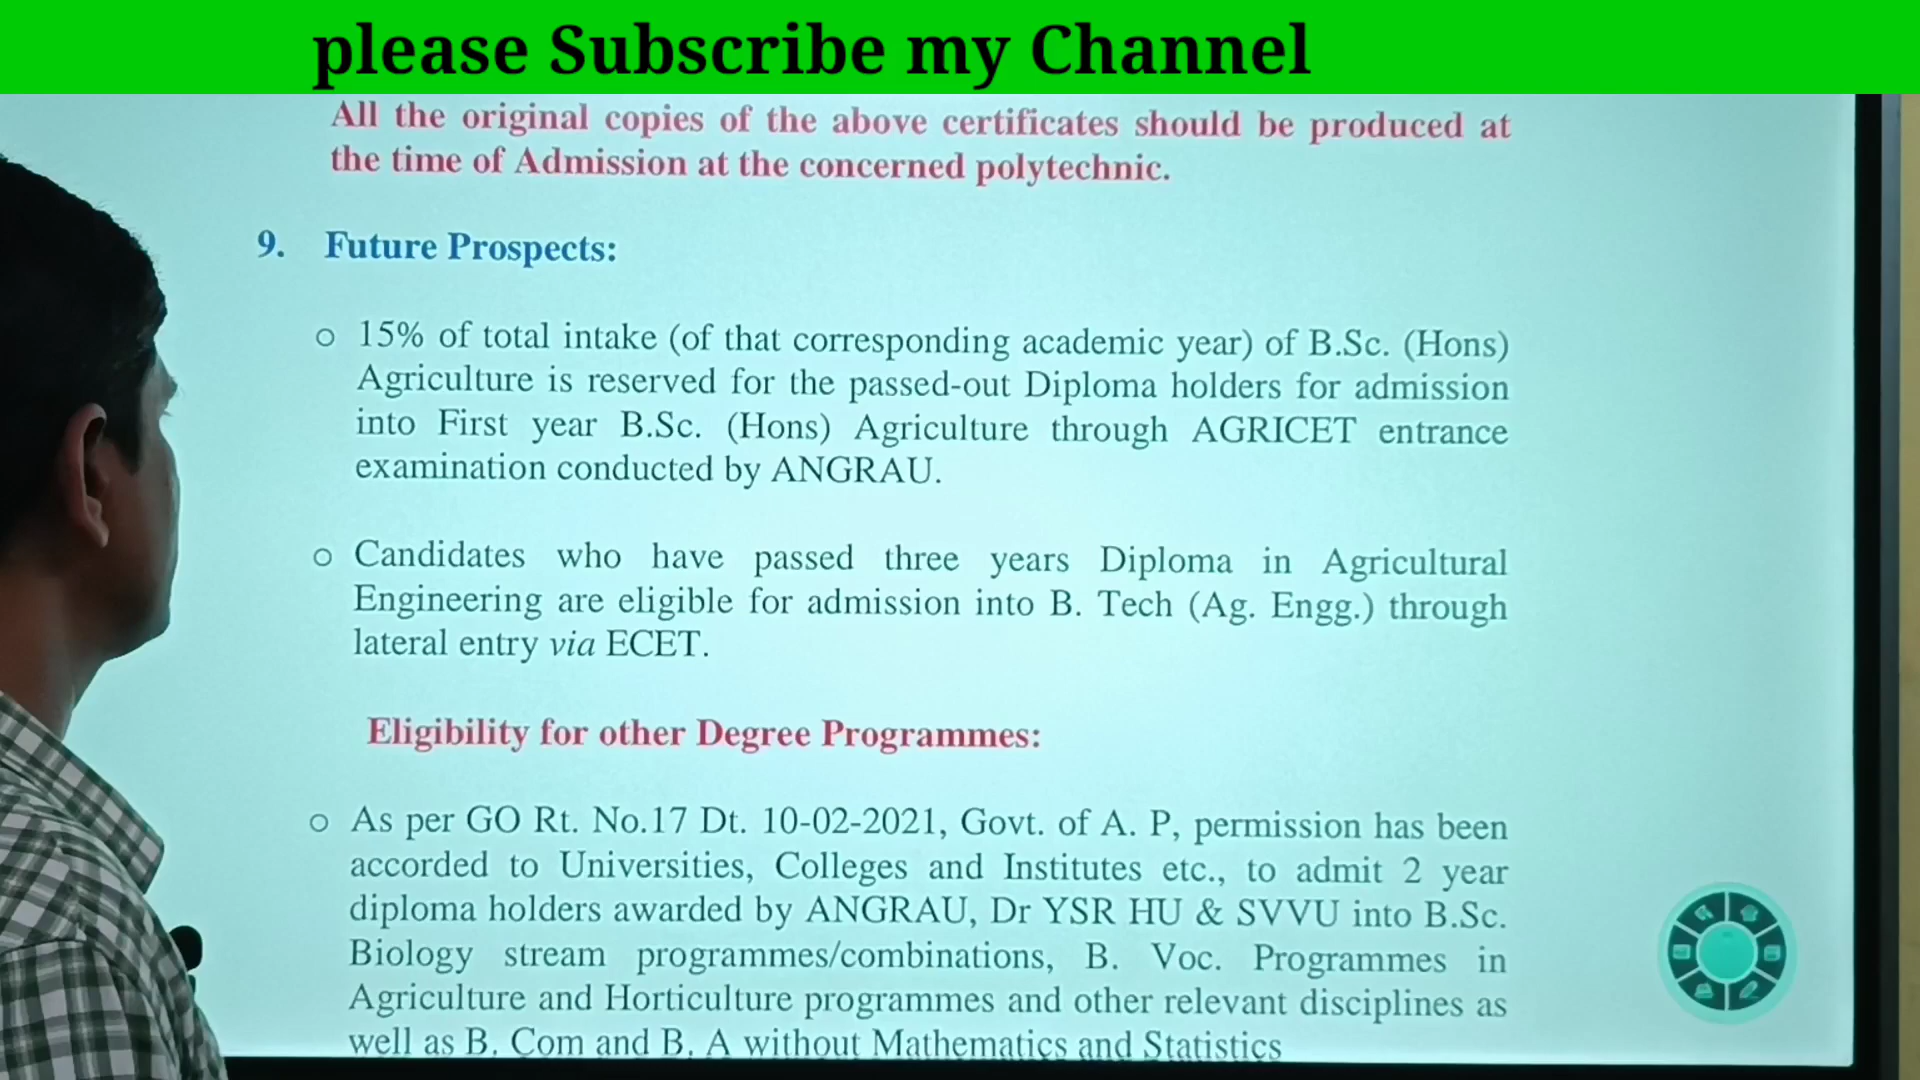 please Subscribe my Channel
All the original copies of the above certificates should be produced at
the time of Admission at the concerned polytechnic.
9. Future Prospects:
o 15% of total intake (of that corresponding academic year) of B.Sc. (Hons)
Agriculture is reserved for the passed-out Diploma holders for admission
into First year B.Sc. (Hons) Agriculture through AGRICET entrance
examination conducted by ANGRAU.
o Candidates who have passed three years Diploma in Agricultural
Engineering are eligible for admission into B. Tech (Ag. Engg.) through
lateral entry via ECET.
Eligibility for other Degree Programmes:
o As per GO Rt. No.17 Dt. 10-02-2021, Govt. of A. P, permission has been
accorded to Universities, Colleges and Institutes etc., to admit 2 year
diploma holders awarded by ANGRAU, Dr YSR HU & SVVU into B.Sc.
Biology stream programmes/combinations, B. Voc. Programmes in
Agriculture and Horticulture programmes and other relevant disciplines as
well as B. Com and B. A without Mathematics and Statistics